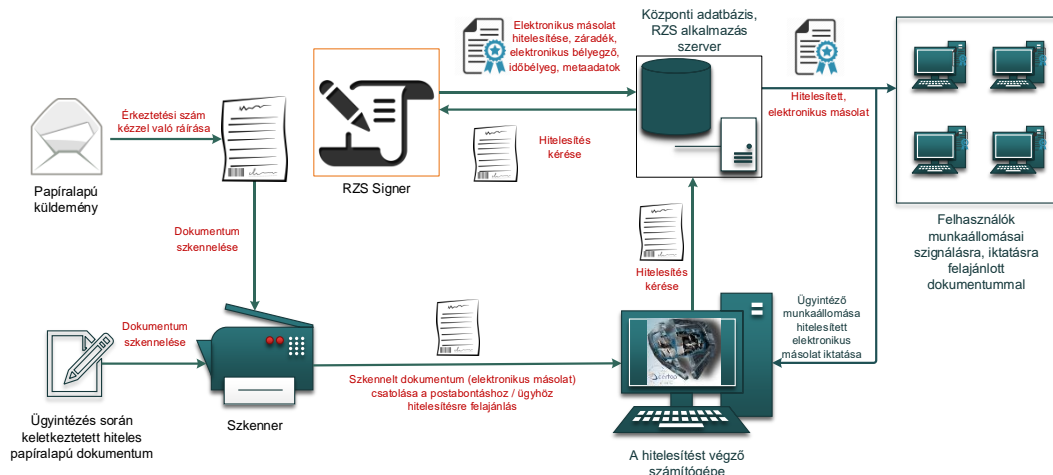 Elektronikus másolat
hitelesítése, záradék,
elektronikus bélyegző,
időbélyeg, metaadatok
Központi adatbázis,
RZS alkalmazás
szerver
Érkeztetési szám
kézzel való ráírása
Hitelesített,
elektronikus másolat
Hitelesítés
kérése
Papíralapú
küldemény
RZS Signer
Felhasználók
munkaállomásai
szignálásra, iktatásra
felajánlott
dokumentummal
Dokumentum
szkennelése
Hitelesítés
kérése
Ügyintéző
munkaállomása
hitelesített
elektronikus
másolat iktatása
Dokumentum
szkennelése
Szkennelt dokumentum (elektronikus másolat)
csatolása a postabontáshoz / ügyhöz
hitelesítésre felajánlás
Ügyintézés során
keletkeztetett hiteles
papíralapú dokumentum
Szkenner
A hitelesítést végző
számítógépe